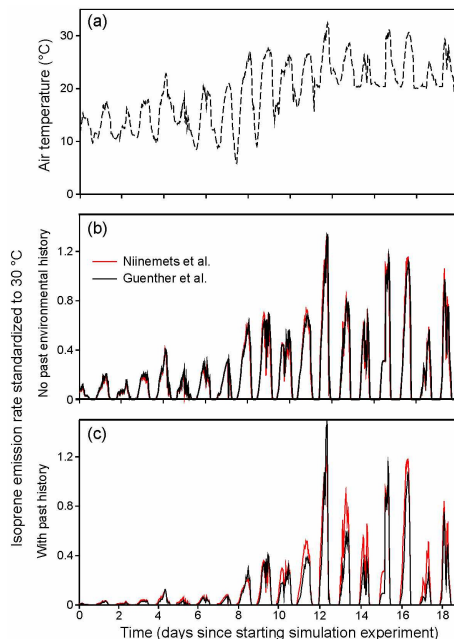 (a)
Air temperature (°C)
30
20
10
0
Isoprene emission rate standardized to 30 °C
(b)
No past environmental history
1.2
0.8
0.4
0
Niinemets et al.
Guenther et al.
(c)
With past history
1.2
0.8
0.4
0
0 2 4 6 8 10 12 14 16 18
Time (days since starting simulation experiment)